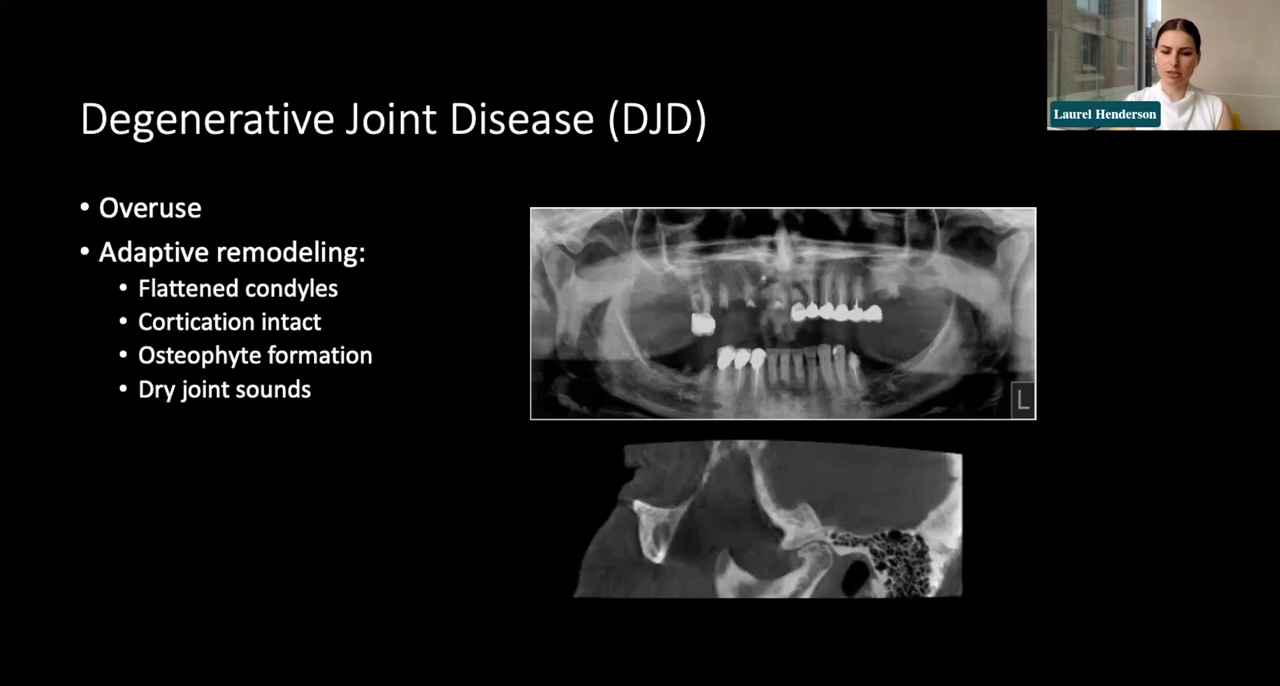 Laurel Henderson
Degenerative Joint Disease (DJD)
• Overuse
• Adaptive remodeling:
• Flattened condyles
• Cortication intact
• Osteophyte formation
• Dry joint sounds
L